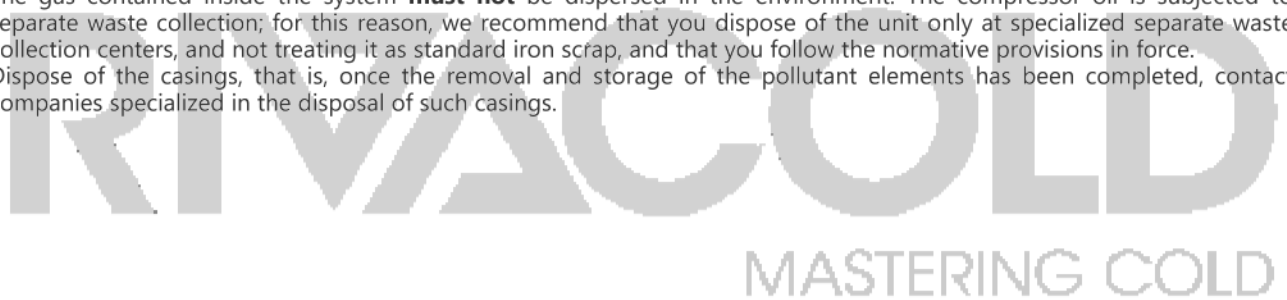 he gas contained inside the system must not be dispersed in the environment. The compressor oil is subjected to
eparate waste collection; for this reason, we recommend that you dispose of the unit only at specialized separate waste
ollection centers, and not treating it as standard iron scrap, and that you follow the normative provisions in force.
Dispose of the casings, that is, once the removal and storage of the pollutant elements has been completed, contact
ompanies specialized in the disposal of such casings.
RIVACOLD
MASTERING COLD